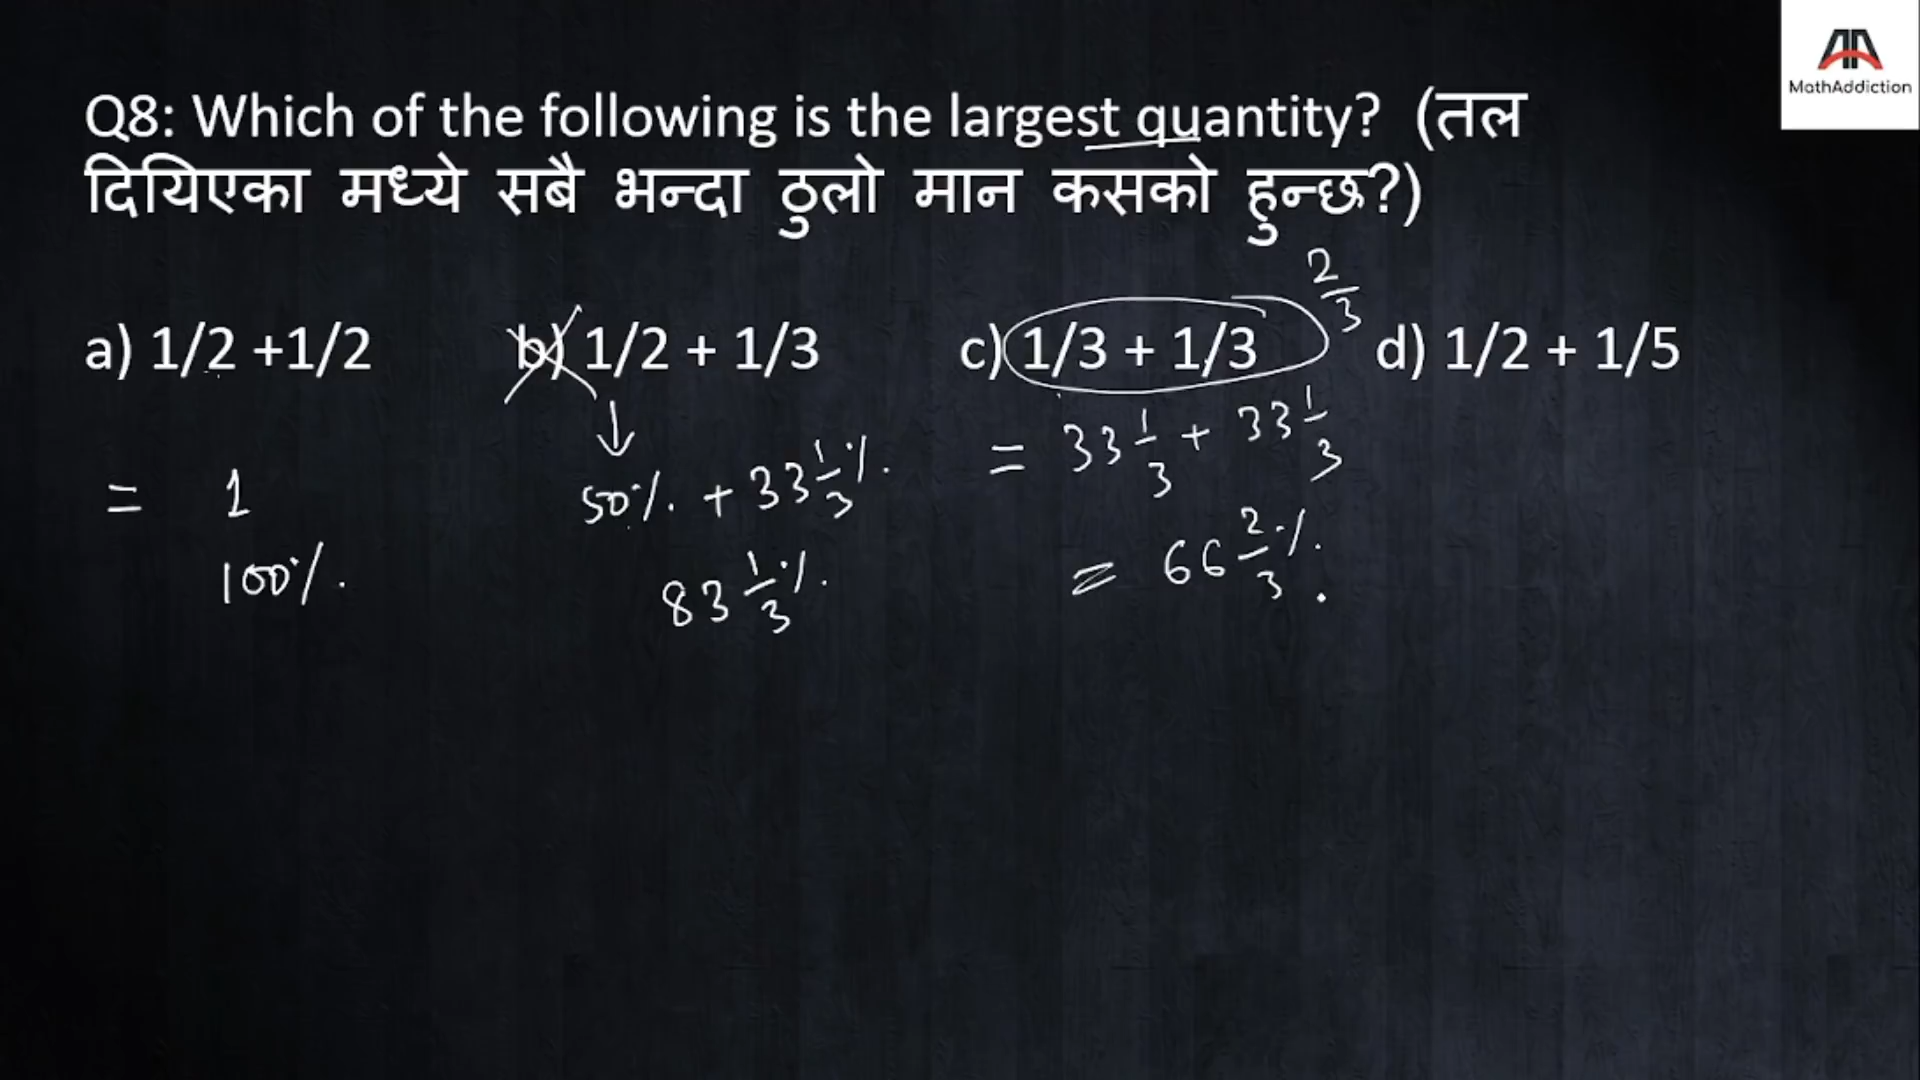 MathAddiction
Q8: Which of the following is the largest quantity? (तल
दियिएका मध्ये सबै भन्दा ठुलो मान कसको हुन्छ?)
2/3
a) 1/2 +1/2 b) 1/2 + 1/3 c) 1/3 + 1/3 d) 1/2 + 1/5
= 33 1/3 + 33 1/3
= 1 50% + 33 1/3 %
100% 83 1/3 % = 66 2/3 %